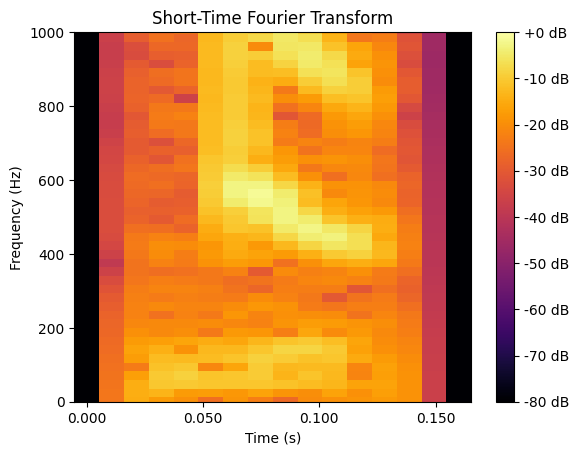 Short-Time Fourier Transform
1000
800
600
400
200
0
Frequency (Hz)
0.000
0.050
0.100
0.150
Time (s)
+0 dB
-10 dB
-20 dB
-30 dB
-40 dB
-50 dB
-60 dB
-70 dB
-80 dB